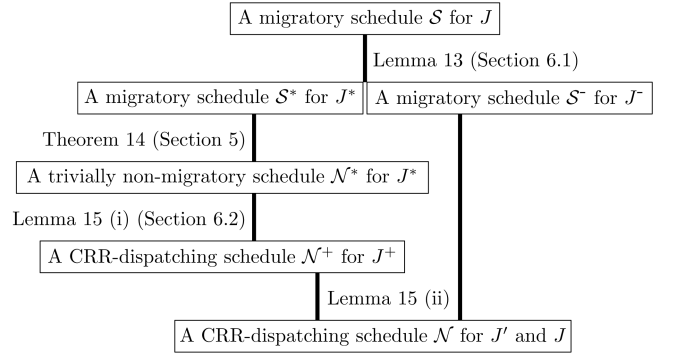 A migratory schedule 𝒮 for J
Lemma 13 (Section 6.1)
A migratory schedule 𝒮* for J*
A migratory schedule 𝒮⁻ for J⁻
Theorem 14 (Section 5)
A trivially non-migratory schedule 𝒩* for J*
Lemma 15 (i) (Section 6.2)
A CRR-dispatching schedule 𝒩⁺ for J⁺
Lemma 15 (ii)
A CRR-dispatching schedule 𝒩 for J′ and J